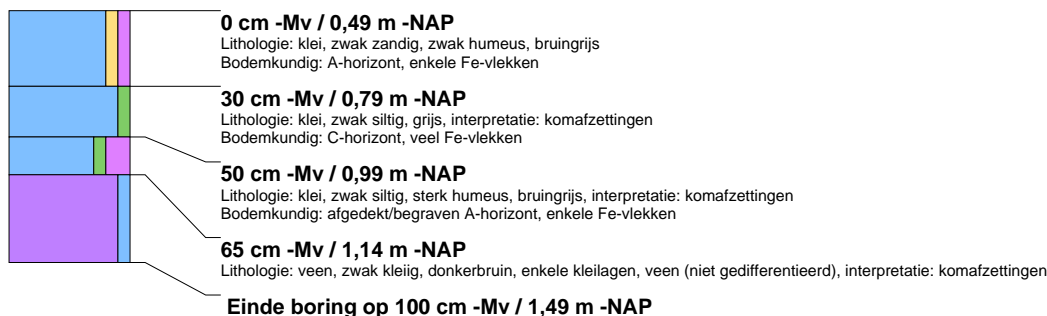 0 cm -Mv / 0,49 m -NAP
Lithologie: klei, zwak zandig, zwak humeus, bruingrijs
Bodemkundig: A-horizont, enkele Fe-vlekken
30 cm -Mv / 0,79 m -NAP
Lithologie: klei, zwak siltig, grijs, interpretatie: komafzettingen
Bodemkundig: C-horizont, veel Fe-vlekken
50 cm -Mv / 0,99 m -NAP
Lithologie: klei, zwak siltig, sterk humeus, bruingrijs, interpretatie: komafzettingen
Bodemkundig: afgedekt/begraven A-horizont, enkele Fe-vlekken
65 cm -Mv / 1,14 m -NAP
Lithologie: veen, zwak kleiig, donkerbruin, enkele kleilagen, veen (niet gedifferentieerd), interpretatie: komafzettingen
Einde boring op 100 cm -Mv / 1,49 m -NAP